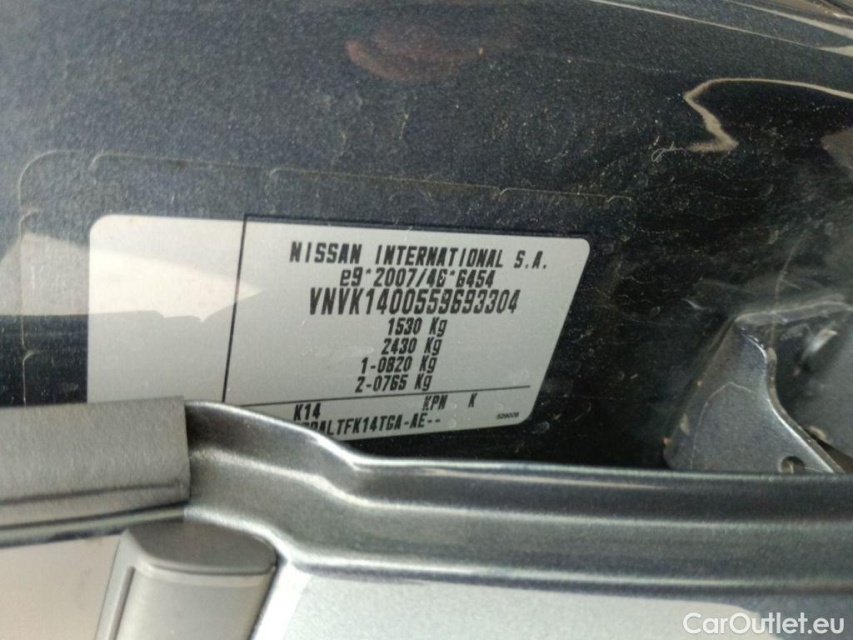 NISSAN INTERNATIONAL S.A.
e9*2007/46*6454
VNVK1400559693304
1530 Kg
2430 Kg
1-0820 Kg
2-0765 Kg
K14 KPN K
ALTFK14TGA-AE--
CarOutlet.eu